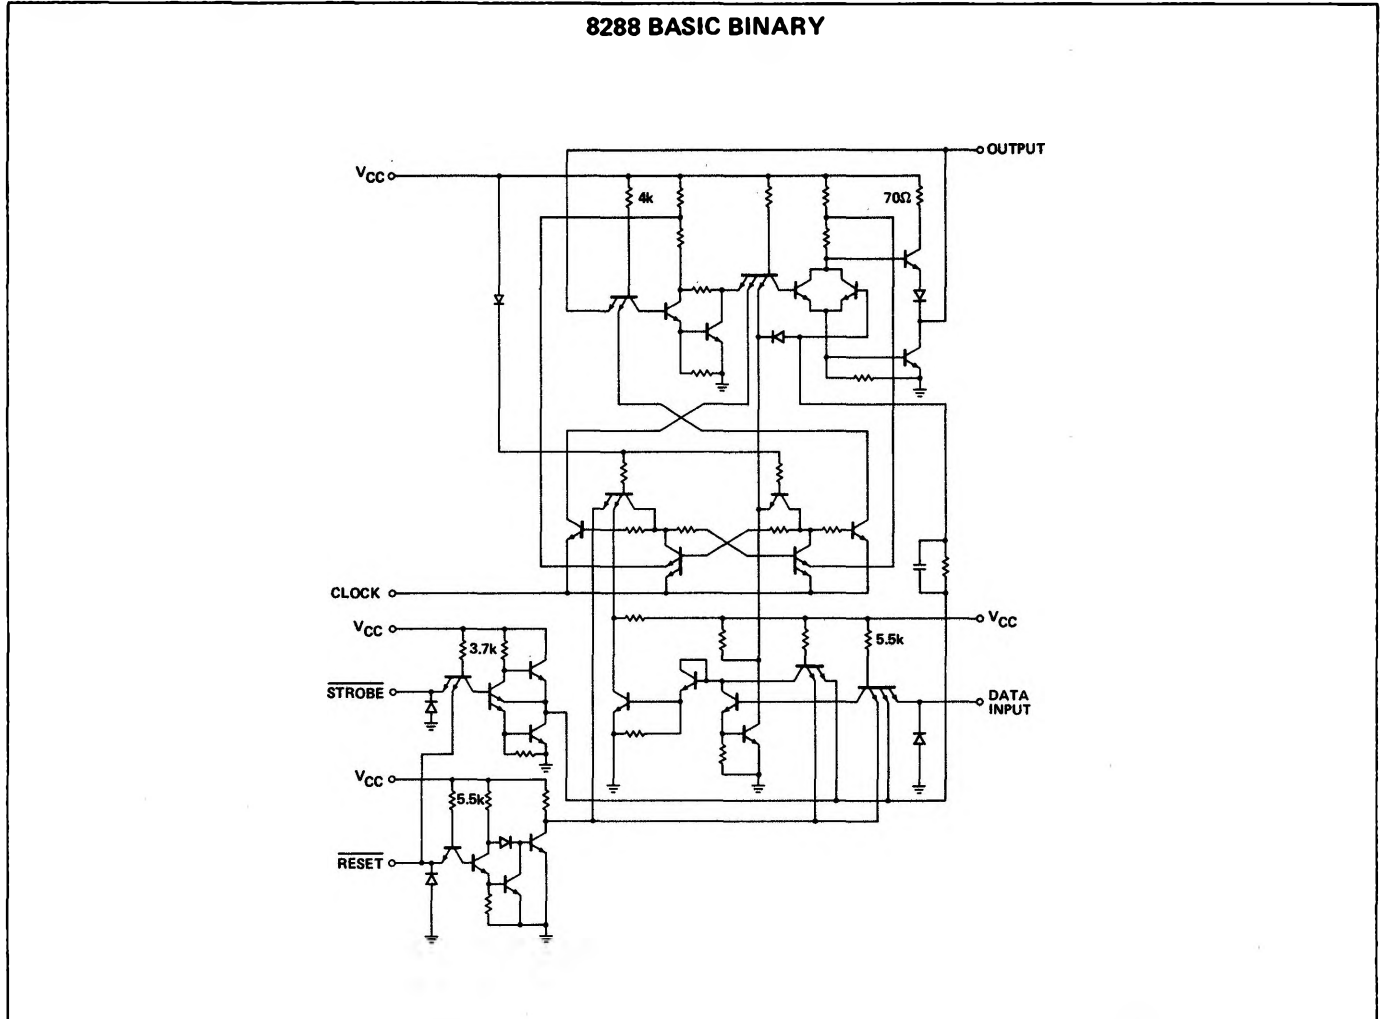 8288 BASIC BINARY
OUTPUT
VCC
4k
70Ω
CLOCK
VCC
VCC
3.7k
5.5k
STROBE
DATA
INPUT
VCC
5.5k
RESET